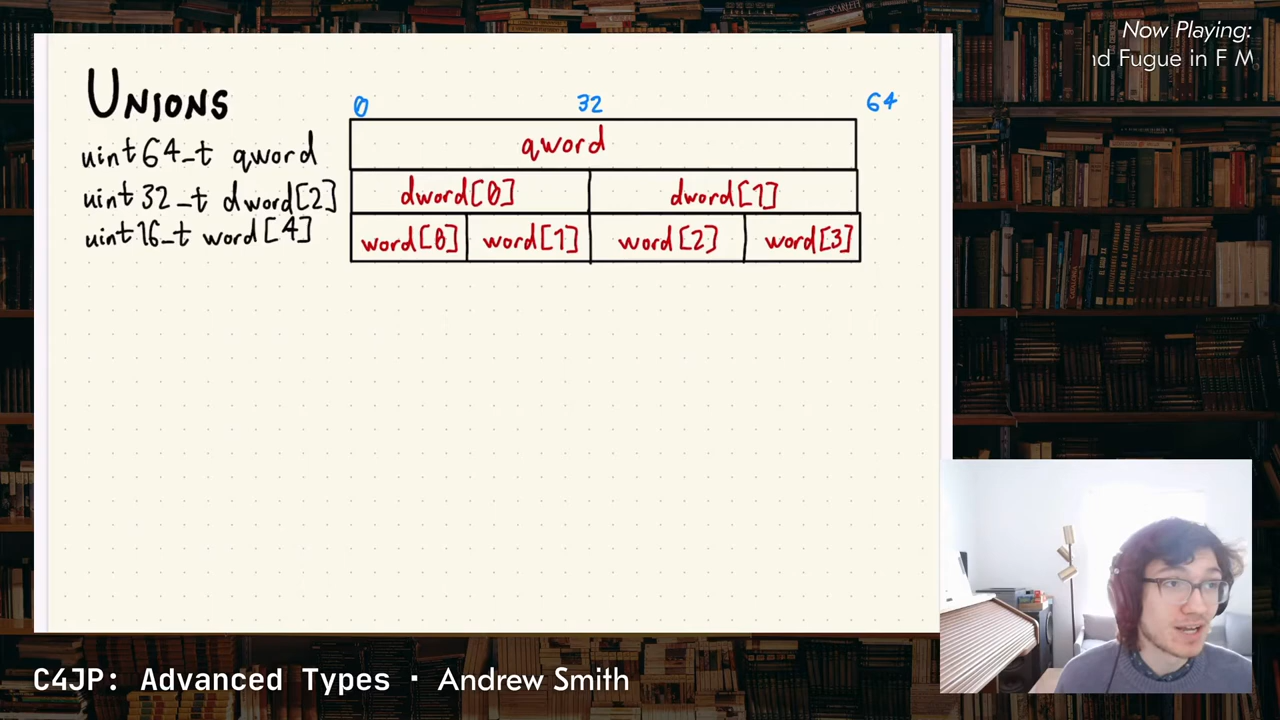 Now Playing:
nd Fugue in F M
UNIONS
0 32 64
uint64_t qword
qword
uint32_t dword[2]
dword[0] dword[1]
uint16_t word[4]
word[0] word[1] word[2] word[3]
C4JP: Advanced Types · Andrew Smith